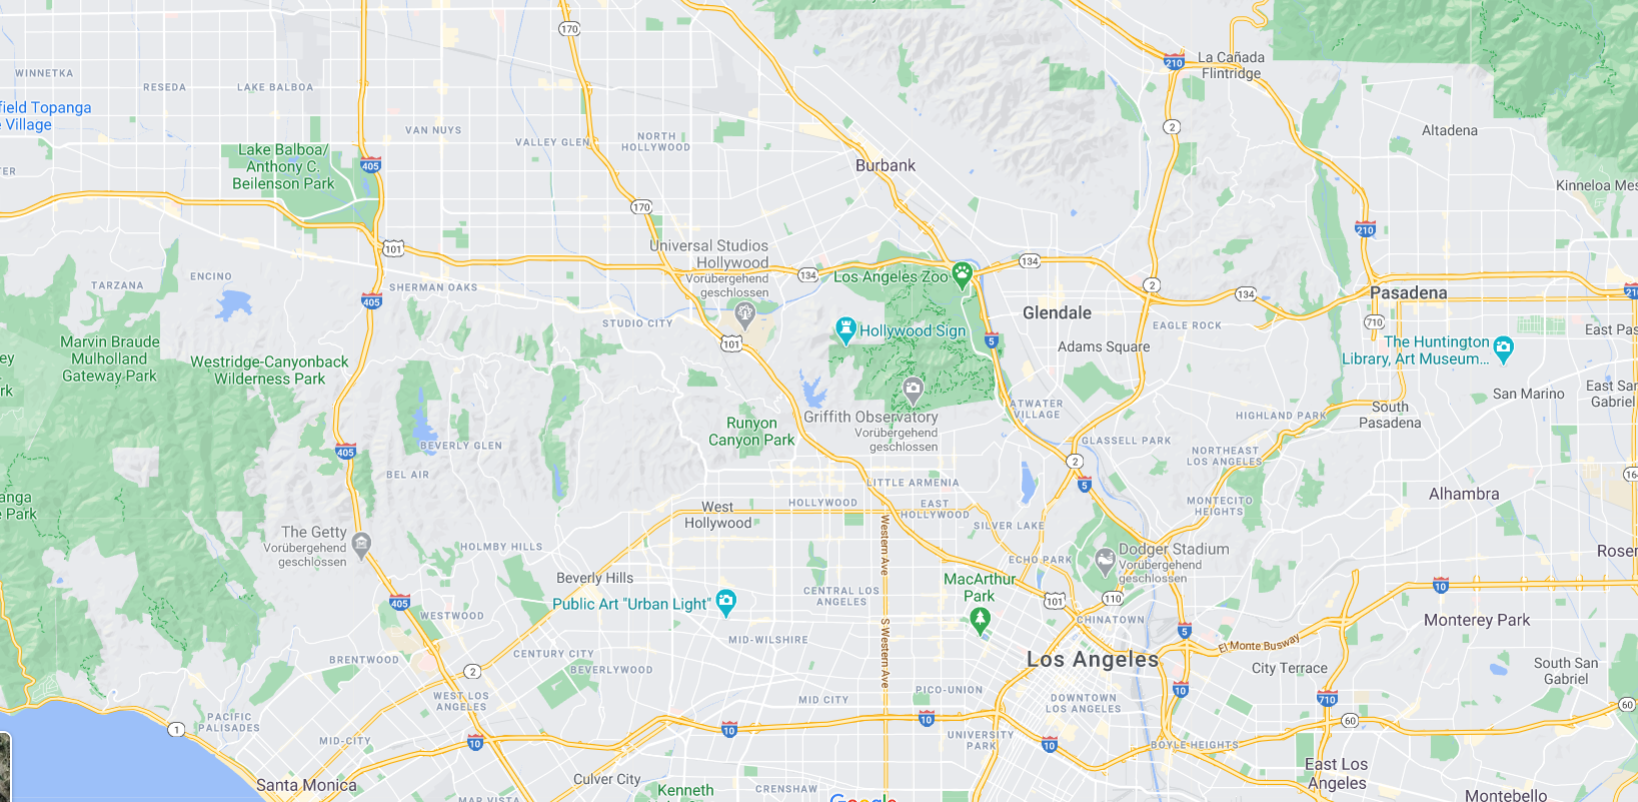 170
210
La Cañada
Flintridge
WINNETKA
RESEDA
LAKE BALBOA
field Topanga
Village
VAN NUYS
VALLEY GLEN
NORTH
HOLLYWOOD
2
Altadena
Lake Balboa/
Anthony C.
Beilenson Park
405
Burbank
Kinneloa Mes
170
210
101
Universal Studios
Hollywood
Vorübergehend
geschlossen
134
Los Angeles Zoo
134
ENCINO
TARZANA
SHERMAN OAKS
405
2
134
Pasadena
210
Glendale
STUDIO CITY
Hollywood Sign
5
EAGLE ROCK
710
East Pas
101
Adams Square
The Huntington
Library, Art Museum...
Marvin Braude
Mulholland
Gateway Park
Westridge-Canyonback
Wilderness Park
ey
rk
San Marino
East San
Gabriel
Griffith Observatory
Vorübergehend
geschlossen
ATWATER
VILLAGE
HIGHLAND PARK
South
Pasadena
Runyon
Canyon Park
BEVERLY GLEN
GLASSELL PARK
405
2
NORTHEAST
LOS ANGELES
BEL AIR
LITTLE ARMENIA
5
164
anga
e Park
West
Hollywood
HOLLYWOOD
EAST
HOLLYWOOD
MONTECITO
HEIGHTS
Alhambra
SILVER LAKE
Western Ave
The Getty
Vorübergehend
geschlossen
HOLMBY HILLS
ECHO PARK
Dodger Stadium
Vorübergehend
geschlossen
Rosem
Beverly Hills
MacArthur
Park
10
405
Public Art "Urban Light"
CENTRAL LOS
ANGELES
101
110
WESTWOOD
CHINATOWN
Monterey Park
MID-WILSHIRE
S Western Ave
5
El Monte Busway
BRENTWOOD
CENTURY CITY
BEVERLYWOOD
Los Angeles
City Terrace
South San
Gabriel
2
WEST LOS
ANGELES
MID CITY
PICO-UNION
DOWNTOWN
LOS ANGELES
10
710
60
PACIFIC
PALISADES
1
MID-CITY
10
10
10
UNIVERSITY
PARK
10
BOYLE HEIGHTS
60
Santa Monica
Culver City
East Los
Angeles
MAR VISTA
Kenneth
CRENSHAW
Google
Montebello